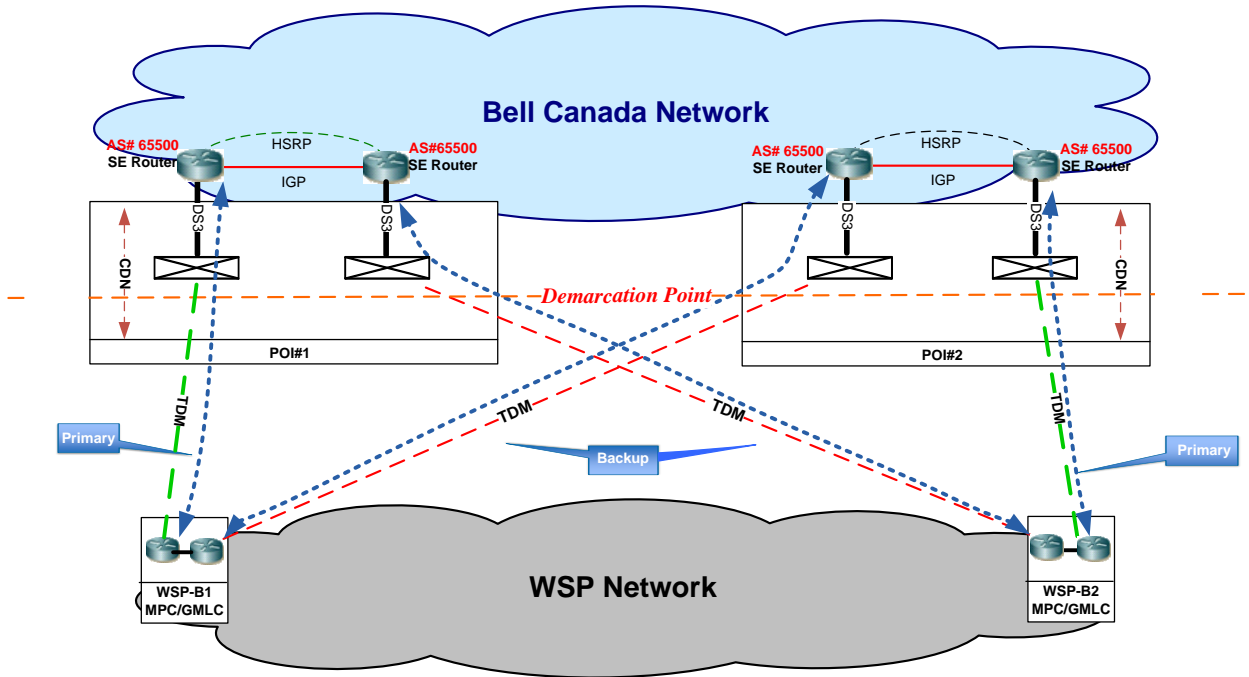 Bell Canada Network
AS# 65500
SE Router
HSRP
IGP
AS#65500
SE Router
AS# 65500
SE Router
HSRP
IGP
AS# 65500
SE Router
DS3
DS3
DS3
DS3
CDN
CDN
Demarcation Point
POI#1
POI#2
TDM
TDM
TDM
TDM
Primary
Backup
Primary
WSP-B1
MPC/GMLC
WSP Network
WSP-B2
MPC/GMLC